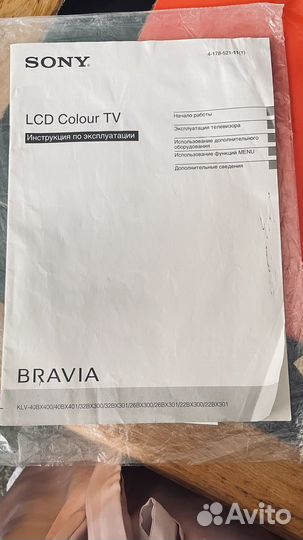 4-178-521-11(1)
SONY
LCD Colour TV
Инструкция по эксплуатации
Начало работы
Эксплуатация телевизора
Использование дополнительного
оборудования
Использование функций MENU
Дополнительные сведения
BRAVIA
KLV-40BX400/40BX401/32BX300/32BX301/26BX300/26BX301/22BX300/22BX301
Avito